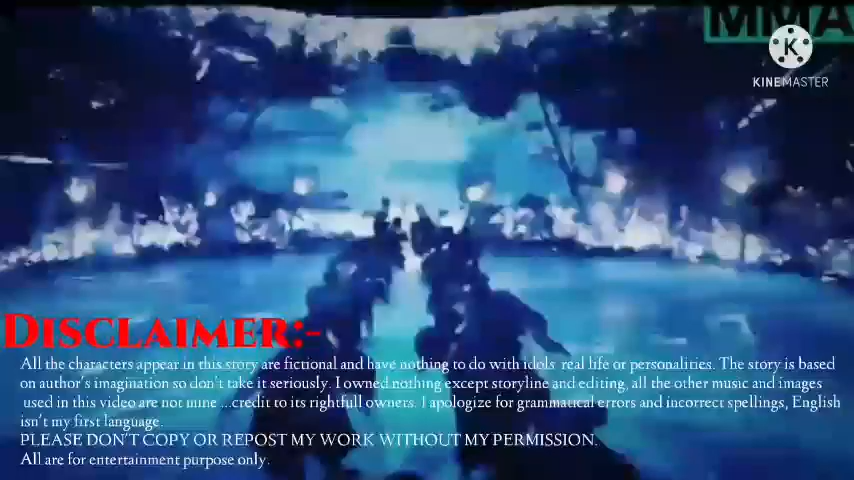 MMA
KINEMASTER
DISCLAIMER:-
All the characters appear in this story are fictional and have nothing to do with idols real life or personalities. The story is based
on author's imagination so don't take it seriously. I owned nothing except storyline and editing, all the other music and images
used in this video are not mine ...credit to its rightfull owners. I apologize for grammatical errors and incorrect spellings, English
isn't my first language.
PLEASE DON'T COPY OR REPOST MY WORK WITHOUT MY PERMISSION.
All are for entertainment purpose only.